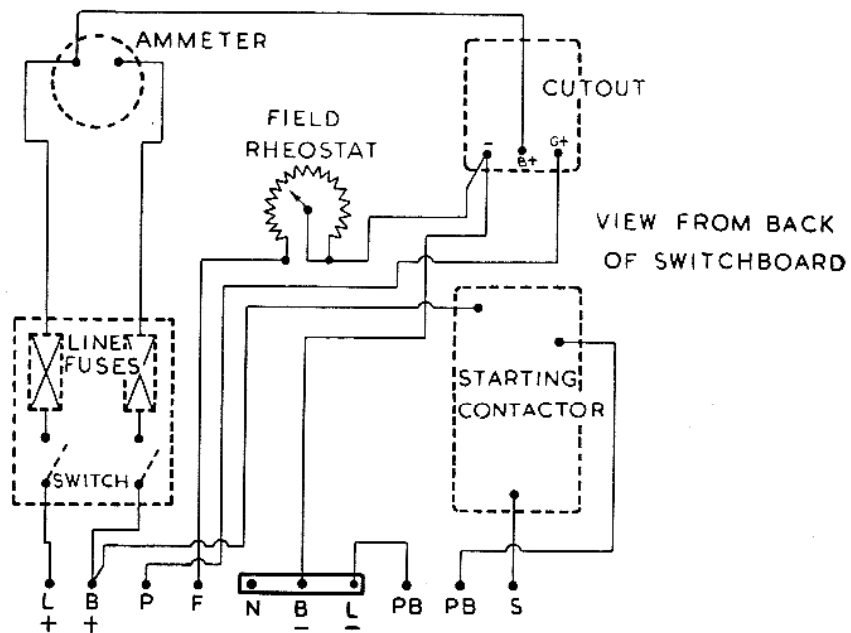 AMMETER
CUTOUT
FIELD
RHEOSTAT
-
B+
G+
VIEW FROM BACK
OF SWITCHBOARD
LINE
FUSES
STARTING
CONTACTOR
SWITCH
L B P F N B L PB PB S
+ + - -